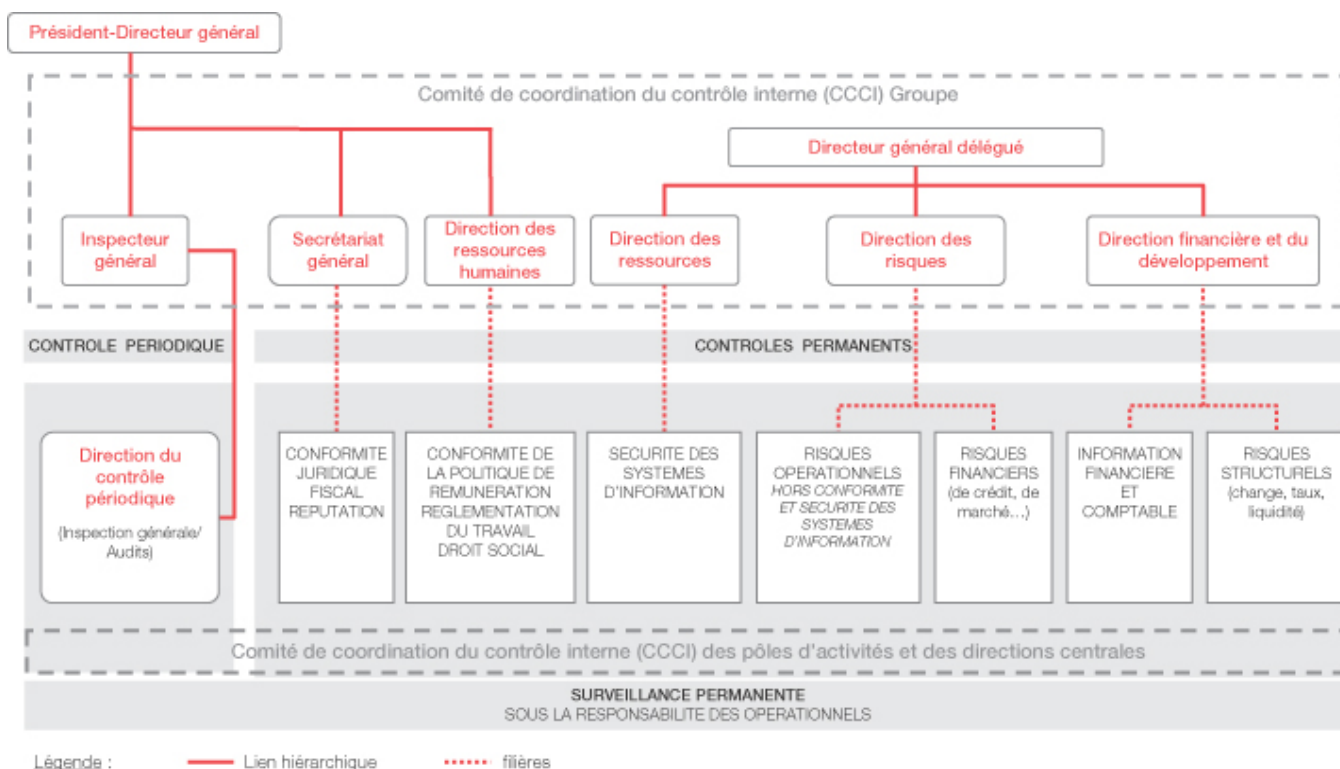 Président-Directeur général
Comité de coordination du contrôle interne (CCCI) Groupe
Directeur général délégué
Inspecteur
général
Secrétariat
général
Direction des
ressources
humaines
Direction des
ressources
Direction des
risques
Direction financière et du
développement
CONTROLE PERIODIQUE
CONTROLES PERMANENTS
Direction du
contrôle
périodique
(Inspection générale/
Audits)
CONFORMITE
JURIDIQUE
FISCAL
REPUTATION
CONFORMITE DE
LA POLITIQUE DE
REMUNERATION
REGLEMENTATION
DU TRAVAIL
DROIT SOCIAL
SECURITE DES
SYSTEMES
D'INFORMATION
RISQUES
OPERATIONNELS
HORS CONFORMITE
ET SECURITE DES
SYSTEMES
D'INFORMATION
RISQUES
FINANCIERS
(de crédit, de
marché...)
INFORMATION
FINANCIERE
ET
COMPTABLE
RISQUES
STRUCTURELS
(change, taux,
liquidité)
Comité de coordination du contrôle interne (CCCI) des pôles d'activités et des directions centrales
SURVEILLANCE PERMANENTE
SOUS LA RESPONSABILITE DES OPERATIONNELS
Légende : Lien hiérarchique filières